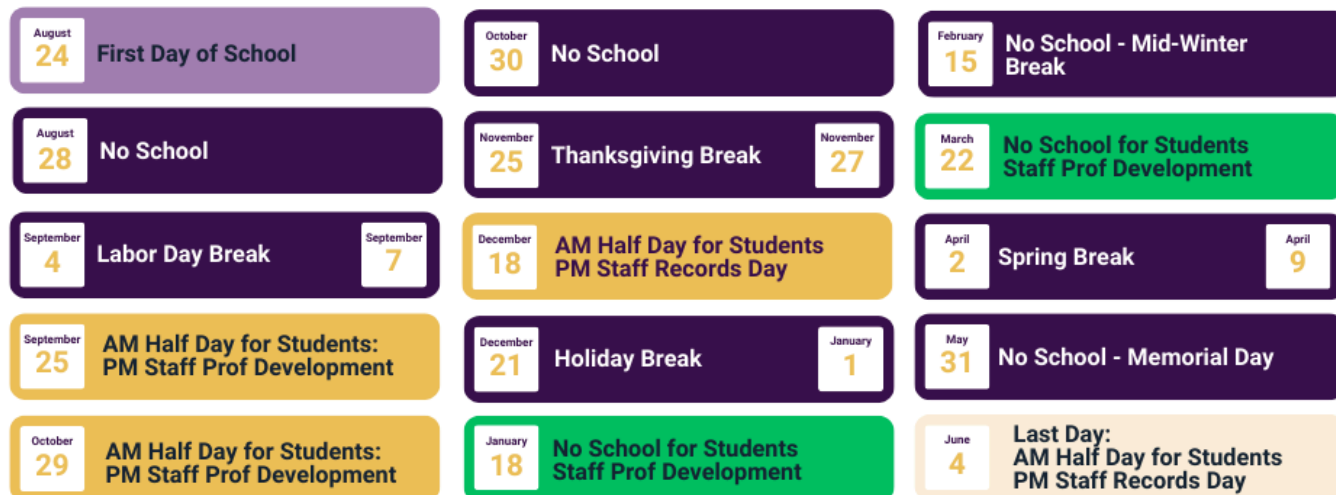 August
24
First Day of School
August
28
No School
September
4
Labor Day Break
September
7
September
25
AM Half Day for Students:
PM Staff Prof Development
October
29
AM Half Day for Students:
PM Staff Prof Development
October
30
No School
November
25
Thanksgiving Break
November
27
December
18
AM Half Day for Students
PM Staff Records Day
December
21
Holiday Break
January
1
January
18
No School for Students
Staff Prof Development
February
15
No School - Mid-Winter
Break
March
22
No School for Students
Staff Prof Development
April
2
Spring Break
April
9
May
31
No School - Memorial Day
June
4
Last Day:
AM Half Day for Students
PM Staff Records Day